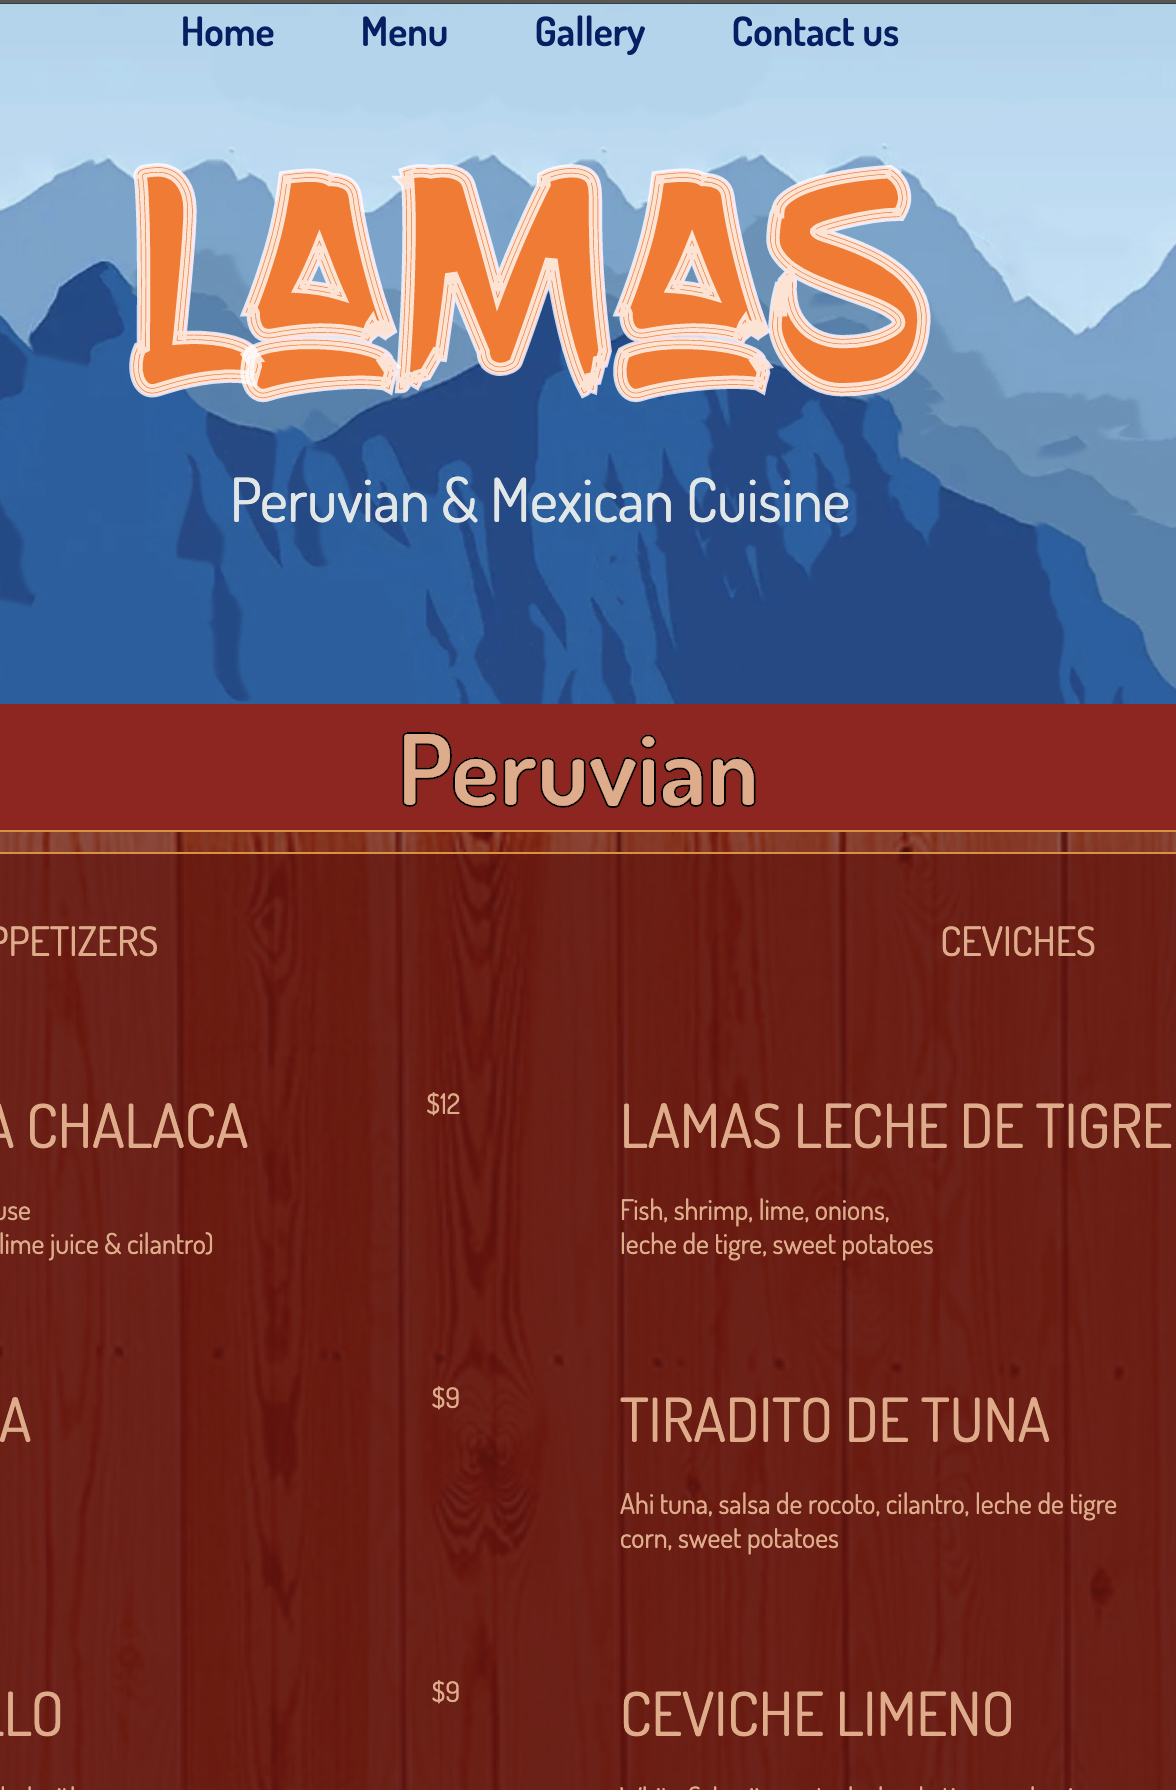 Home Menu Gallery Contact us
LAMAS
Peruvian & Mexican Cuisine
Peruvian
PPETIZERS
A CHALACA $12
use
lime juice & cilantro)
A $9
LLO $9
CEVICHES
LAMAS LECHE DE TIGRE
Fish, shrimp, lime, onions,
leche de tigre, sweet potatoes
TIRADITO DE TUNA
Ahi tuna, salsa de rocoto, cilantro, leche de tigre
corn, sweet potatoes
CEVICHE LIMENO